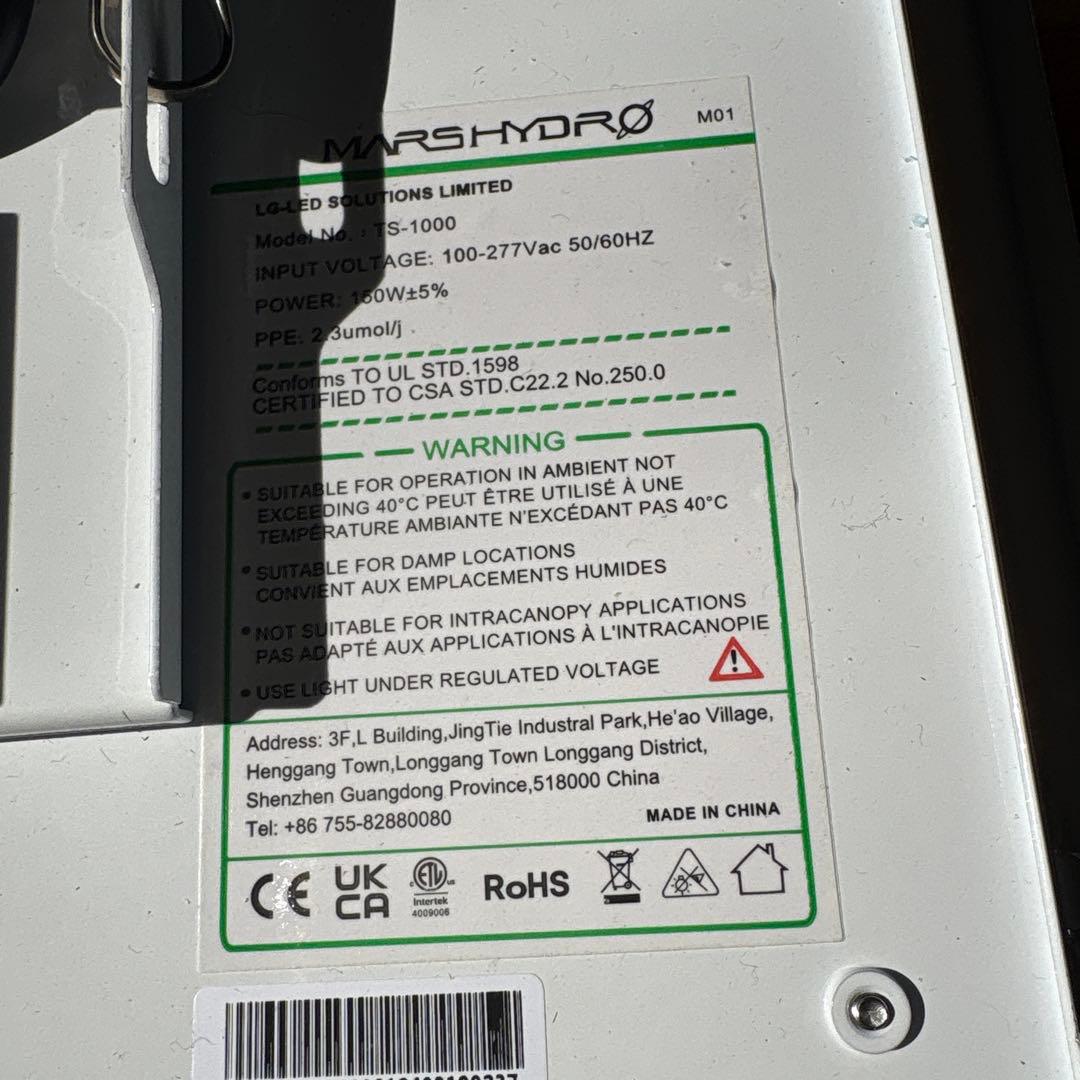 MARSHYDRO
M01
LG-LED SOLUTIONS LIMITED
Model No. : TS-1000
INPUT VOLTAGE: 100-277Vac 50/60HZ
POWER: 150W±5%
PPE: 2.3umol/j
Conforms TO UL STD.1598
CERTIFIED TO CSA STD.C22.2 No.250.0
WARNING
• SUITABLE FOR OPERATION IN AMBIENT NOT
EXCEEDING 40°C PEUT ÊTRE UTILISÉ À UNE
TEMPÉRATURE AMBIANTE N'EXCÉDANT PAS 40°C
• SUITABLE FOR DAMP LOCATIONS
CONVIENT AUX EMPLACEMENTS HUMIDES
• NOT SUITABLE FOR INTRACANOPY APPLICATIONS
PAS ADAPTÉ AUX APPLICATIONS À L'INTRACANOPIE
• USE LIGHT UNDER REGULATED VOLTAGE
Address: 3F,L Building,JingTie Industral Park,He'ao Village,
Henggang Town,Longgang Town Longgang District,
Shenzhen Guangdong Province,518000 China
Tel: +86 755-82880080
MADE IN CHINA
CE
UK
CA
ETL
c us
Intertek
4009006
RoHS